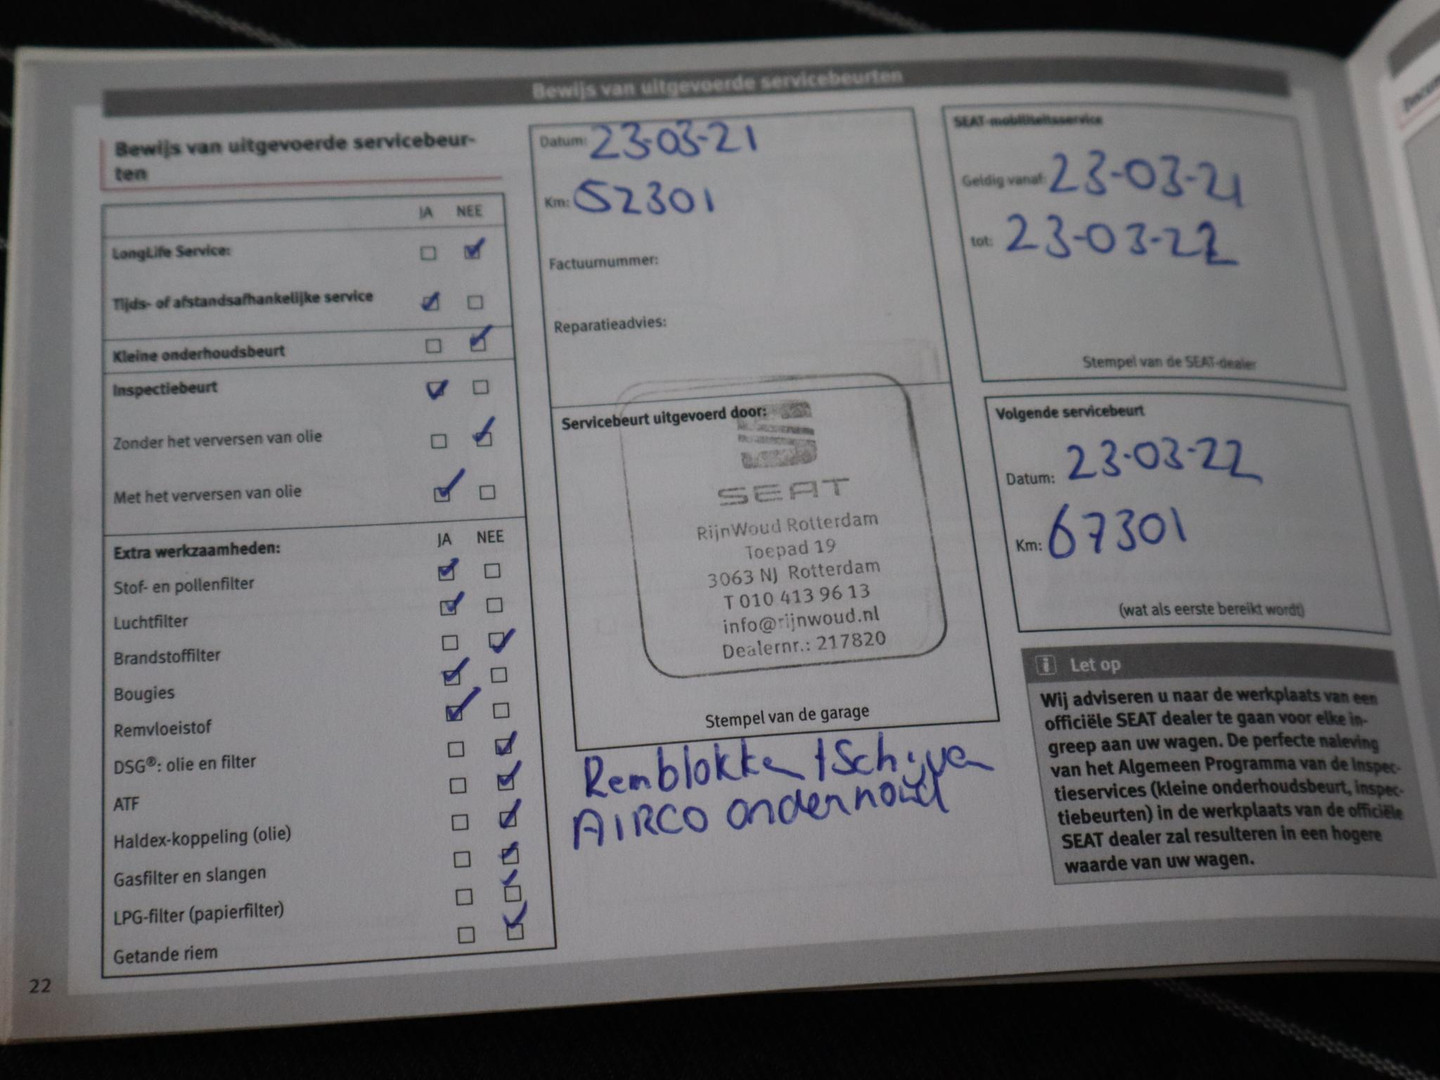 Bewijs van uitgevoerde servicebeurten
Bewijs van uitgevoerde servicebeur-
ten
JA NEE
LongLife Service:
Tijds- of afstandsafhankelijke service
Kleine onderhoudsbeurt
Inspectiebeurt
Zonder het verversen van olie
Met het verversen van olie
Extra werkzaamheden: JA NEE
Stof- en pollenfilter
Luchtfilter
Brandstoffilter
Bougies
Remvloeistof
DSG®: olie en filter
ATF
Haldex-koppeling (olie)
Gasfilter en slangen
LPG-filter (papierfilter)
Getande riem
22
Datum: 23-03-21
Km: 52301
Factuurnummer:
Reparatieadvies:
Servicebeurt uitgevoerd door:
SEAT
RijnWoud Rotterdam
Toepad 19
3063 NJ Rotterdam
T 010 413 96 13
info@rijnwoud.nl
Dealernr.: 217820
Stempel van de garage
Remblokken + Schijven
AIRCO onderhoud
SEAT-mobiliteitsservice
Geldig vanaf: 23-03-21
tot: 23-03-22
Stempel van de SEAT-dealer
Volgende servicebeurt
Datum: 23-03-22
Km: 67301
(wat als eerste bereikt wordt)
i Let op
Wij adviseren u naar de werkplaats van een
officiële SEAT dealer te gaan voor elke in-
greep aan uw wagen. De perfecte naleving
van het Algemeen Programma van de Inspec-
tieservices (kleine onderhoudsbeurt, inspec-
tiebeurten) in de werkplaats van de officiële
SEAT dealer zal resulteren in een hogere
waarde van uw wagen.